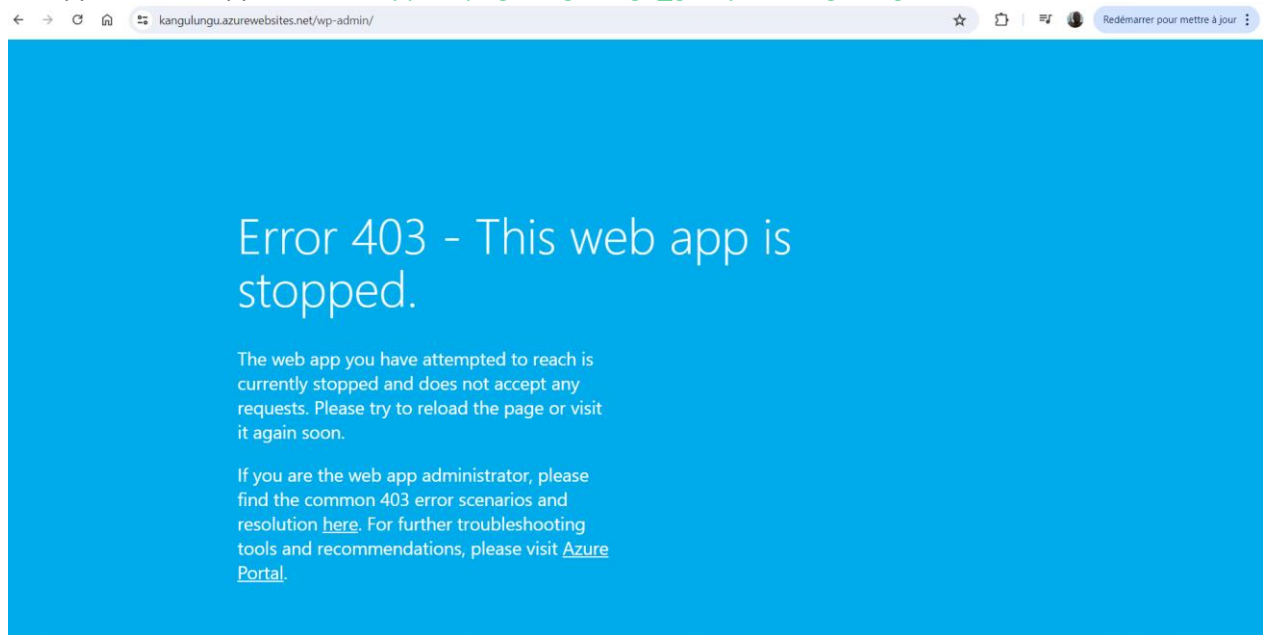 kangulungu.azurewebsites.net/wp-admin/
Redémarrer pour mettre à jour
Error 403 - This web app is
stopped.
The web app you have attempted to reach is
currently stopped and does not accept any
requests. Please try to reload the page or visit
it again soon.
If you are the web app administrator, please
find the common 403 error scenarios and
resolution here. For further troubleshooting
tools and recommendations, please visit Azure
Portal.